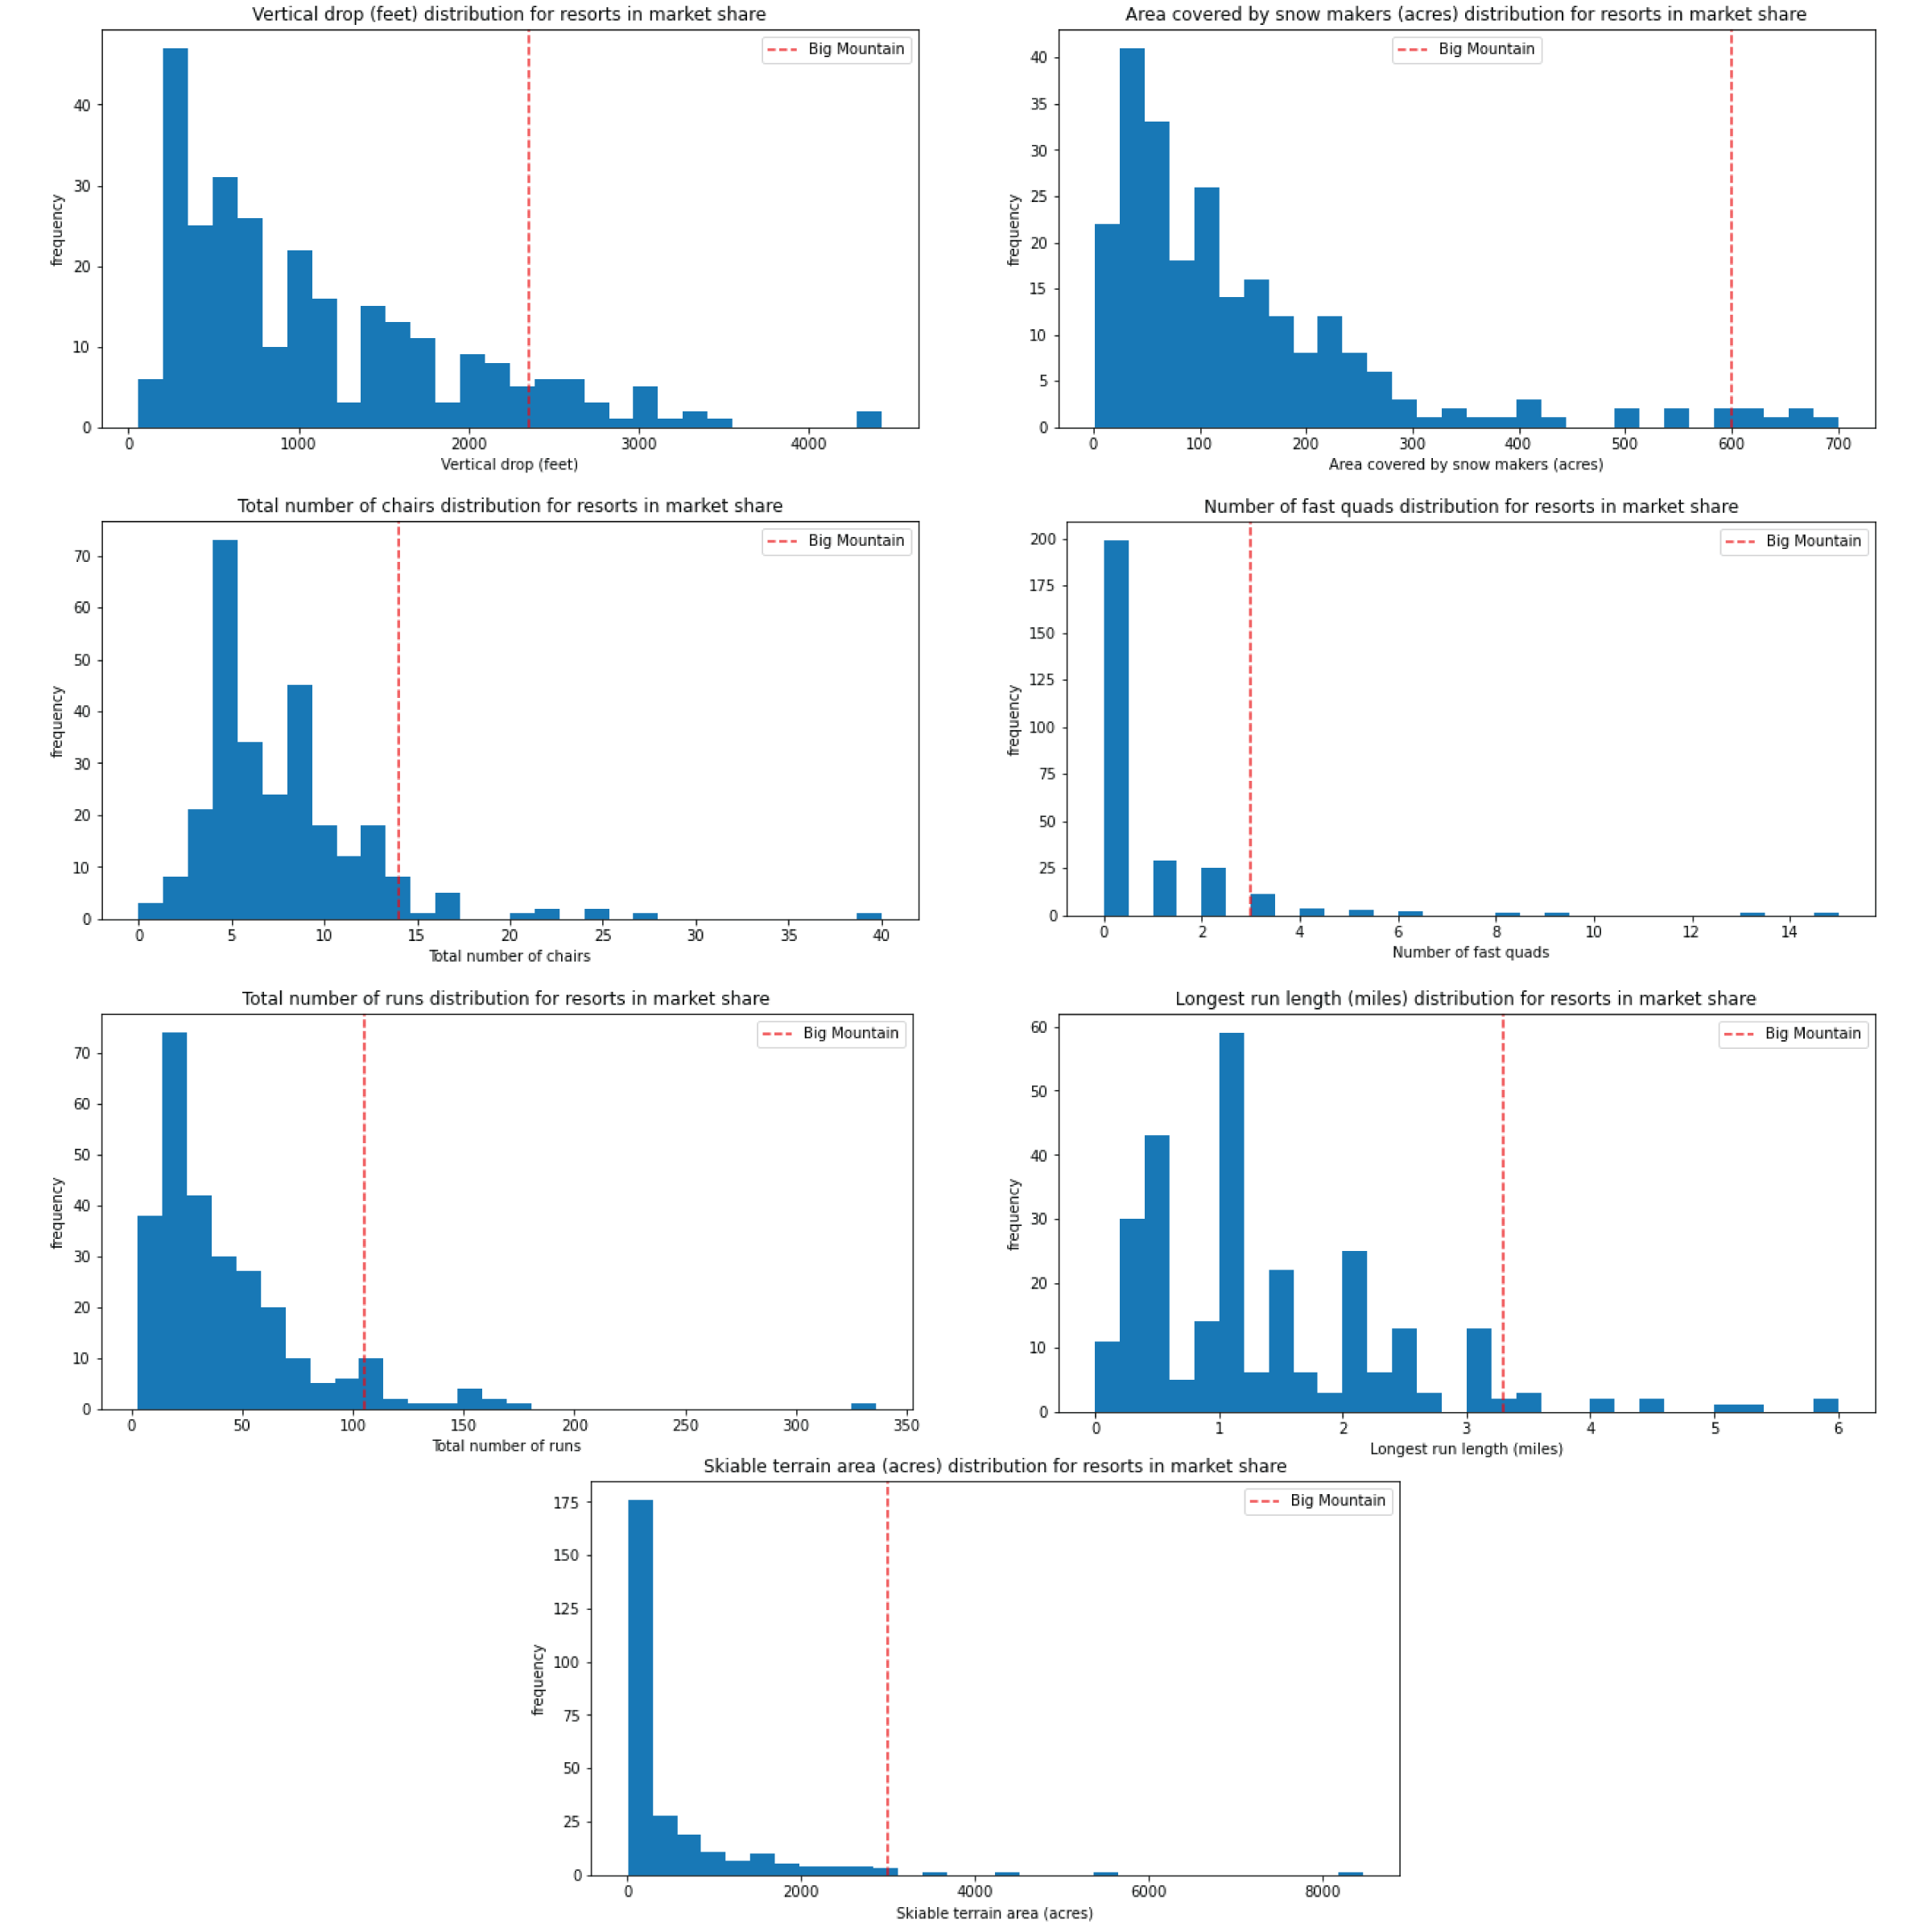 Vertical drop (feet) distribution for resorts in market share
Big Mountain
frequency
0
10
20
30
40
0 1000 2000 3000 4000
Vertical drop (feet)
Area covered by snow makers (acres) distribution for resorts in market share
Big Mountain
frequency
40
35
30
25
20
15
10
5
0
0 100 200 300 400 500 600 700
Area covered by snow makers (acres)
Total number of chairs distribution for resorts in market share
Big Mountain
frequency
70
60
50
40
30
20
10
0
0 5 10 15 20 25 30 35 40
Total number of chairs
Number of fast quads distribution for resorts in market share
Big Mountain
frequency
200
175
150
125
100
75
50
25
0
0 2 4 6 8 10 12 14
Number of fast quads
Total number of runs distribution for resorts in market share
Big Mountain
frequency
70
60
50
40
30
20
10
0
0 50 100 150 200 250 300 350
Total number of runs
Longest run length (miles) distribution for resorts in market share
Big Mountain
frequency
60
50
40
30
20
10
0
0 1 2 3 4 5 6
Longest run length (miles)
Skiable terrain area (acres) distribution for resorts in market share
Big Mountain
frequency
175
150
125
100
75
50
25
0
0 2000 4000 6000 8000
Skiable terrain area (acres)